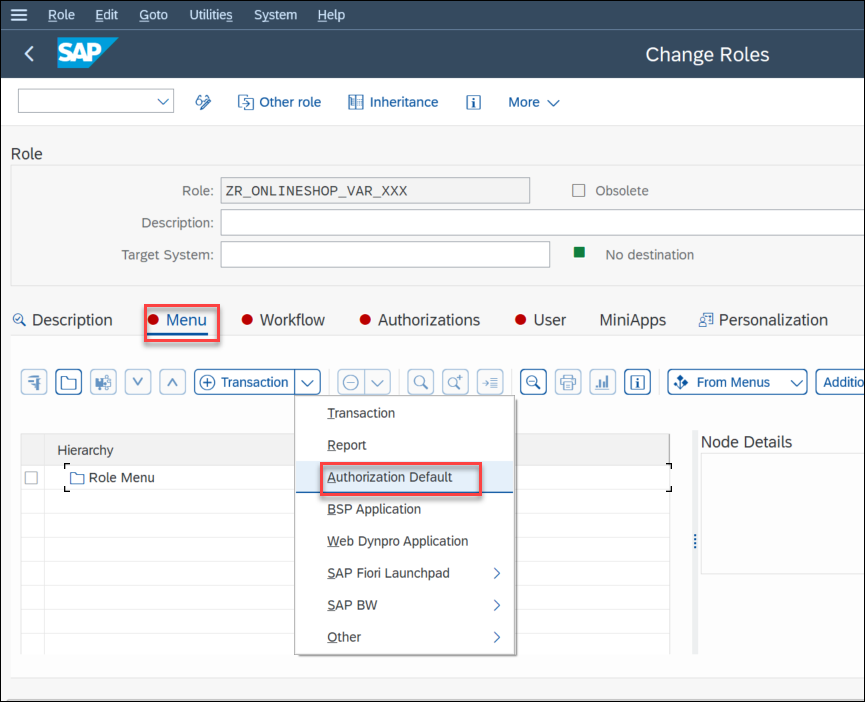 Role Edit Goto Utilities System Help
SAP Change Roles
Other role Inheritance More
Role
Role: ZR_ONLINESHOP_VAR_XXX Obsolete
Description:
Target System: No destination
Description Menu Workflow Authorizations User MiniApps Personalization
Transaction From Menus Additio
Transaction
Report
Hierarchy Node Details
Role Menu Authorization Default
BSP Application
Web Dynpro Application
SAP Fiori Launchpad
SAP BW
Other